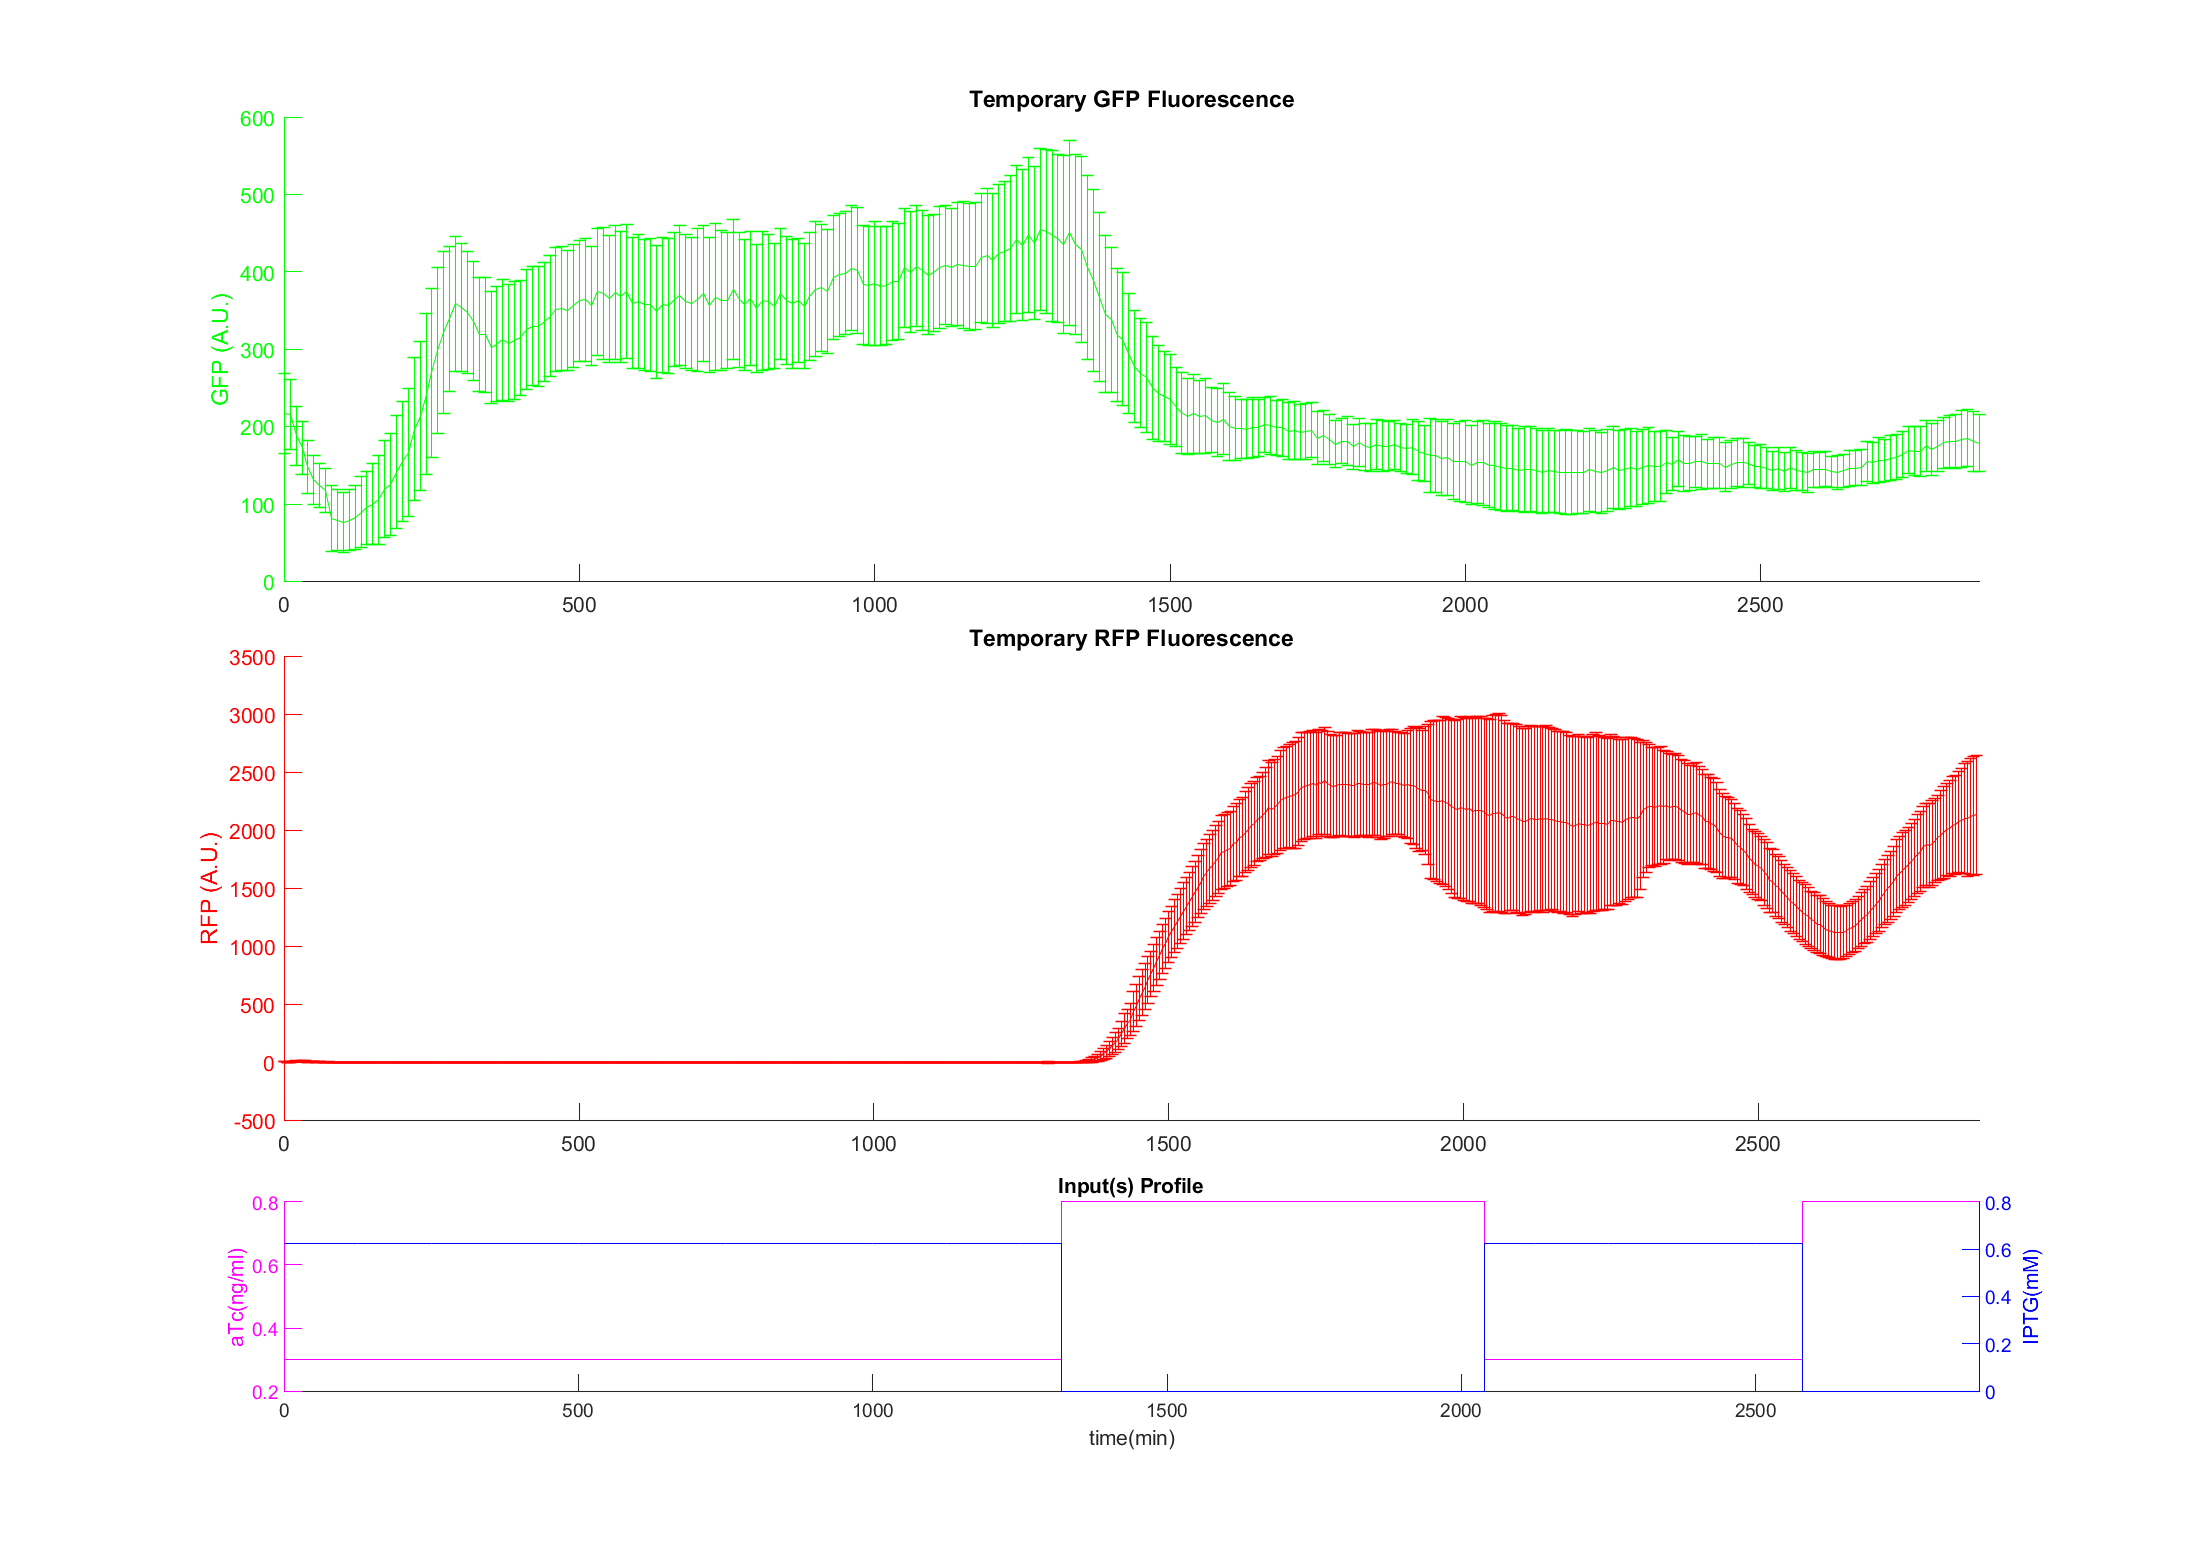 Temporary GFP Fluorescence
600
500
400
300
200
100
0
GFP (A.U.)
0 500 1000 1500 2000 2500
Temporary RFP Fluorescence
3500
3000
2500
2000
1500
1000
500
0
-500
RFP (A.U.)
0 500 1000 1500 2000 2500
Input(s) Profile
0.8
0.6
0.4
0.2
aTc(ng/ml)
0.8
0.6
0.4
0.2
0
IPTG(mM)
0 500 1000 1500 2000 2500
time(min)